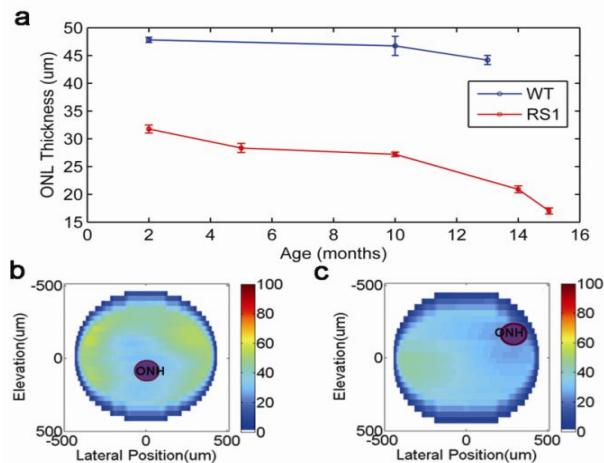 a
50
45
40
35
30
25
20
15
ONL Thickness (um)
WT
RS1
0 2 4 6 8 10 12 14 16
Age (months)
b
-500
0
500
Elevation(um)
ONH
-500 0 500
Lateral Position(um)
100
80
60
40
20
0
c
-500
0
500
Elevation(um)
ONH
-500 0 500
Lateral Position(um)
100
80
60
40
20
0